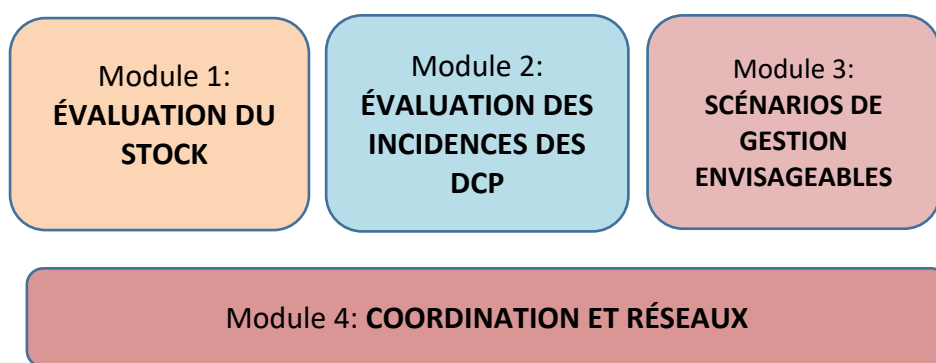 Module 1:
ÉVALUATION DU
STOCK
Module 2:
ÉVALUATION DES
INCIDENCES DES
DCP
Module 3:
SCÉNARIOS DE
GESTION
ENVISAGEABLES
Module 4: COORDINATION ET RÉSEAUX